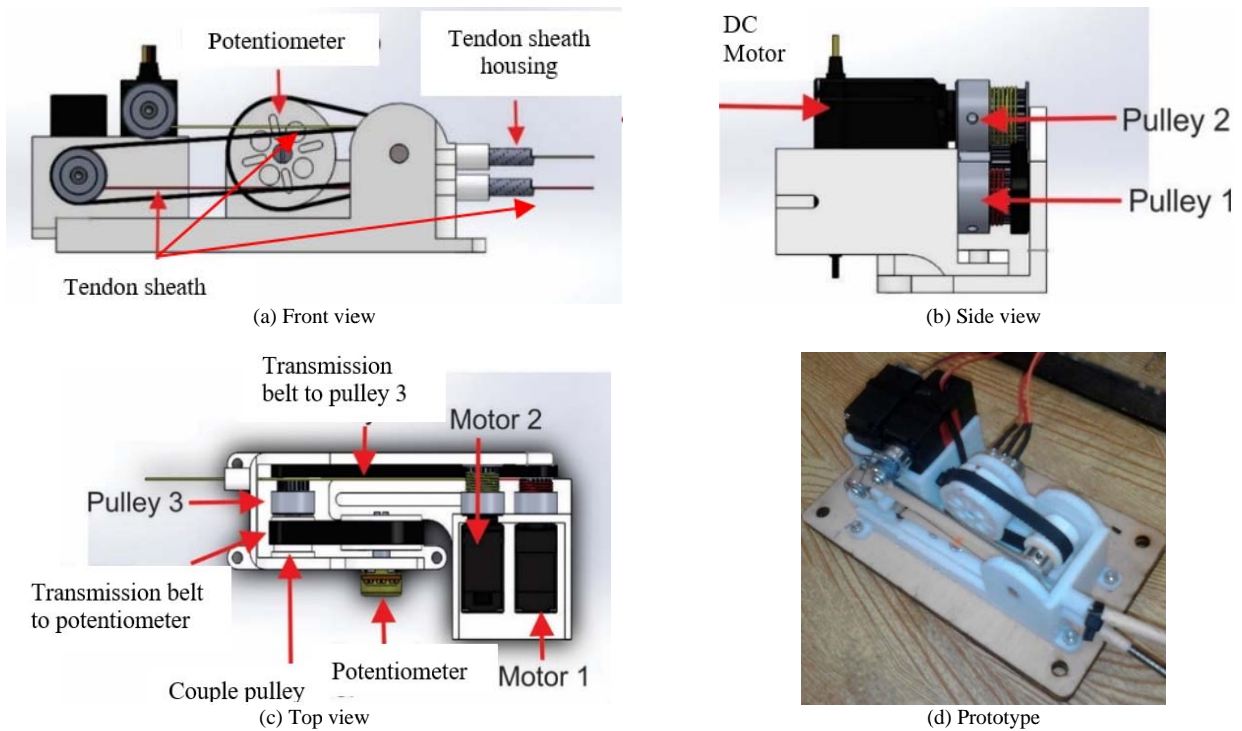 Potentiometer
Tendon sheath
housing
Tendon sheath
(a) Front view
DC
Motor
Pulley 2
Pulley 1
(b) Side view
Transmission
belt to pulley 3
Motor 2
Pulley 3
Transmission belt
to potentiometer
Couple pulley
Potentiometer
Motor 1
(c) Top view
(d) Prototype